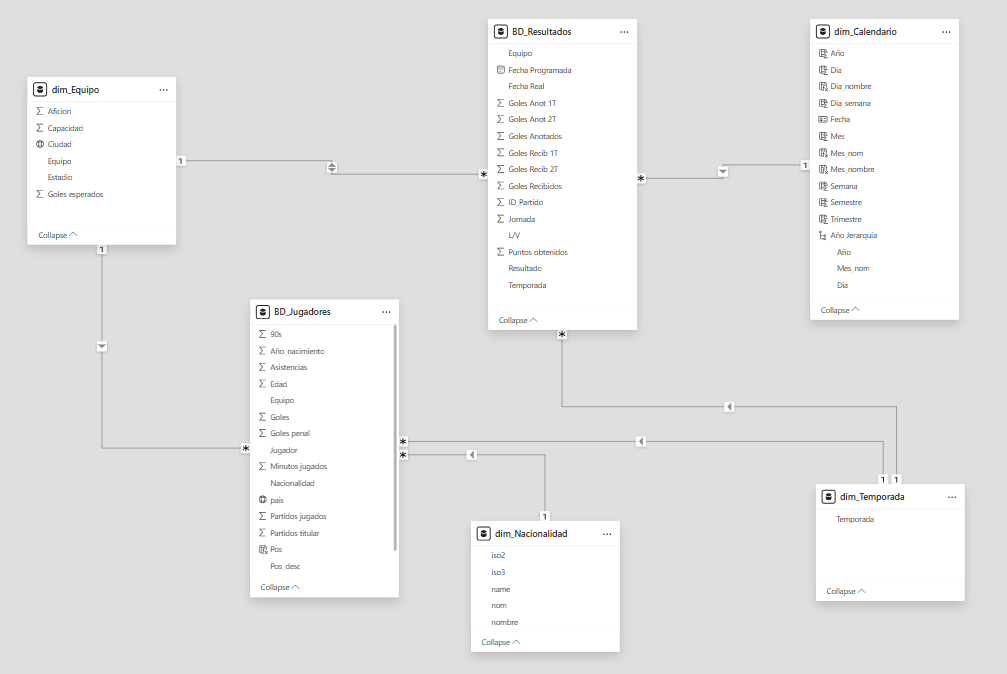 dim_Equipo
Aficion
Capacidad
Ciudad
Equipo
Estadio
Goles esperados
Collapse
1
1
BD_Resultados
Equipo
Fecha Programada
Fecha Real
Goles Anot 1T
Goles Anot 2T
Goles Anotados
Goles Recib 1T
Goles Recib 2T
Goles Recibidos
ID_Partido
Jornada
L/V
Puntos obtenidos
Resultado
Temporada
Collapse
*
*
*
dim_Calendario
Año
Dia
Dia_nombre
Dia_semana
Fecha
Mes
Mes_nom
Mes_nombre
Semana
Semestre
Trimestre
Año Jerarquia
Año
Mes_nom
Dia
Collapse
1
BD_Jugadores
90s
Año_nacimiento
Asistencias
Edad
Equipo
Goles
Goles penal
Jugador
Minutos jugados
Nacionalidad
pais
Partidos jugados
Partidos titular
Pos
Pos_desc
Collapse
*
*
*
dim_Nacionalidad
iso2
iso3
name
nom
nombre
Collapse
1
dim_Temporada
Temporada
Collapse
1
1